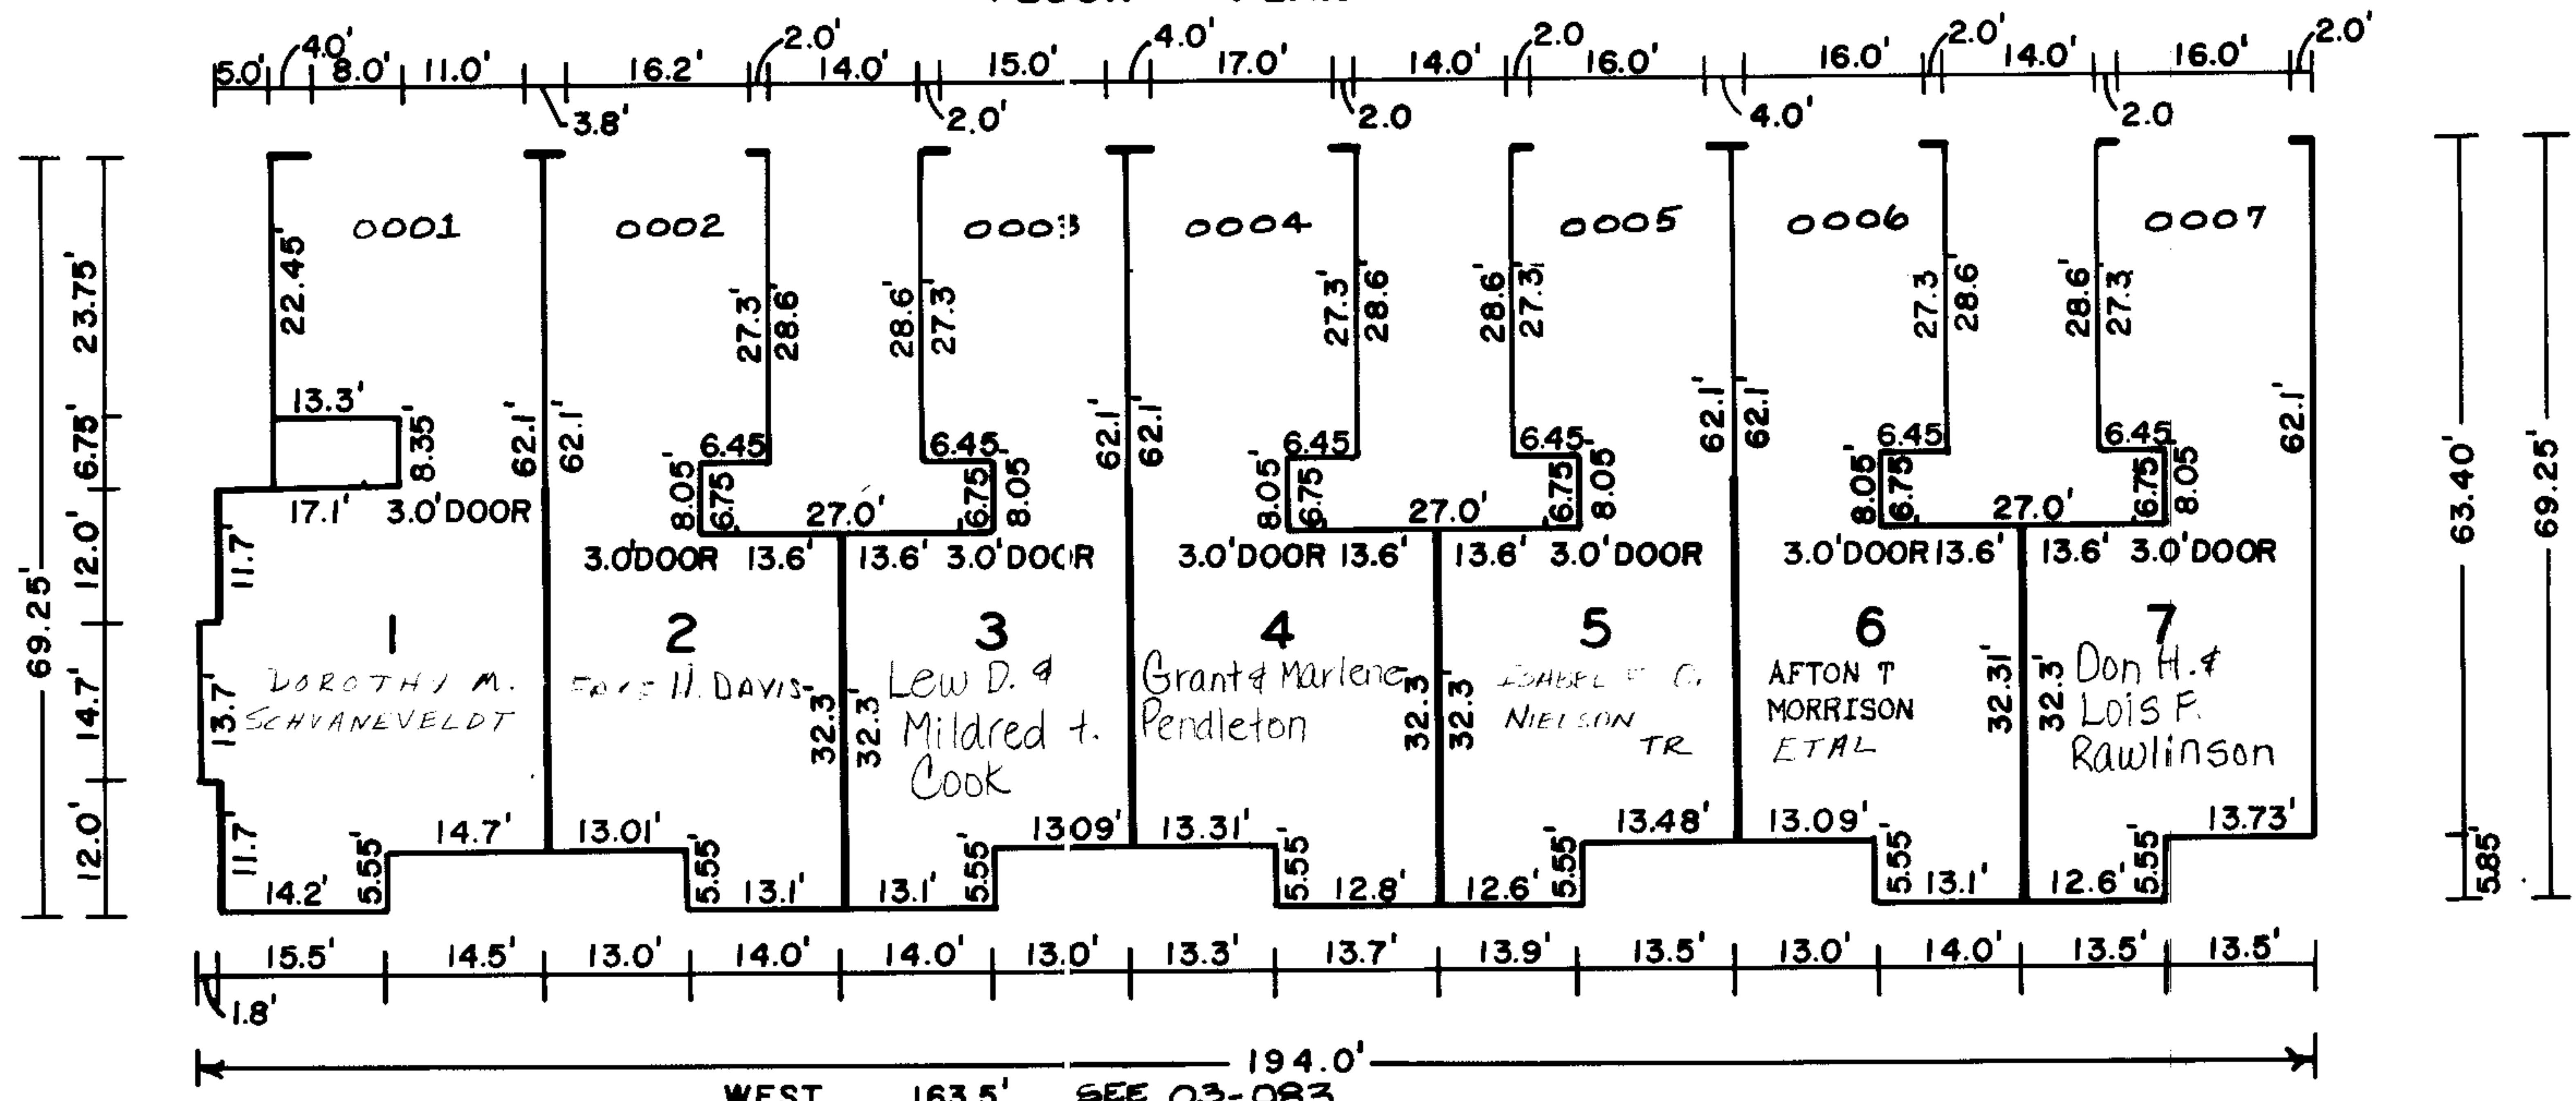 5.0' 4.0' 8.0' 11.0' 3.8' 16.2' 2.0' 14.0' 2.0' 15.0' 4.0' 17.0' 2.0 14.0' 2.0 16.0' 4.0' 16.0' 2.0' 14.0' 2.0 16.0' 2.0'
0001 0002 0003 0004 0005 0006 0007
69.25' 23.75' 6.75' 12.0' 14.7' 12.0'
22.45' 62.1' 62.1' 27.3' 28.6' 28.6' 27.3' 62.1' 62.1' 27.3' 28.6' 28.6' 27.3' 62.1' 62.1' 27.3' 28.6' 28.6' 27.3' 62.1' 63.40' 69.25'
13.3' 8.35' 6.45 6.45 6.45 6.45 6.45 6.45
8.05' 6.75' 27.0' 6.75' 8.05' 8.05' 6.75' 27.0' 6.75' 8.05' 8.05' 6.75' 27.0' 6.75' 8.05'
17.1' 3.0' DOOR
3.0' DOOR 13.6' 13.6' 3.0' DOOR 3.0' DOOR 13.6' 13.6' 3.0' DOOR 3.0' DOOR 13.6' 13.6' 3.0' DOOR
11.7'
1 2 3 4 5 6 7
13.7'
DOROTHY M.
SCHVANEVELDT
DAVIS
32.3' 32.3'
Lew D. &
Mildred t.
Cook
Grant & Marlene
Pendleton
32.3' 32.3'
NIELSON
TR
AFTON T
MORRISON
ETAL
32.31' 32.3'
Don H. &
Lois F.
Rawlinson
11.7' 14.7' 13.01' 13.09' 13.31' 13.48' 13.09' 13.73'
5.55' 5.55' 5.55' 5.55' 5.55' 5.55' 5.55' 5.85'
14.2' 13.1' 13.1' 12.8' 12.6' 13.1' 12.6'
1.8' 15.5' 14.5' 13.0' 14.0' 14.0' 13.0' 13.3' 13.7' 13.9' 13.5' 13.0' 14.0' 13.5' 13.5'
194.0'
WEST 163.5' SEE 03-083